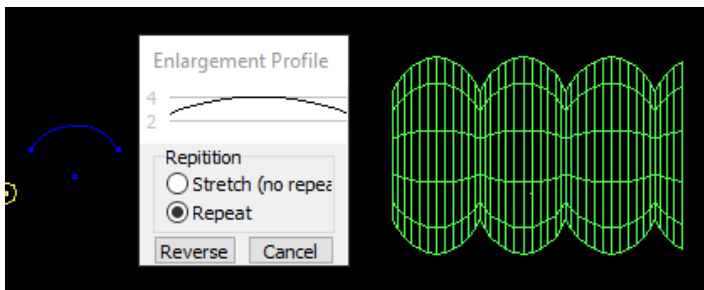 Enlargement Profile
4
2
Repitition
Stretch (no repea
Repeat
Reverse Cancel